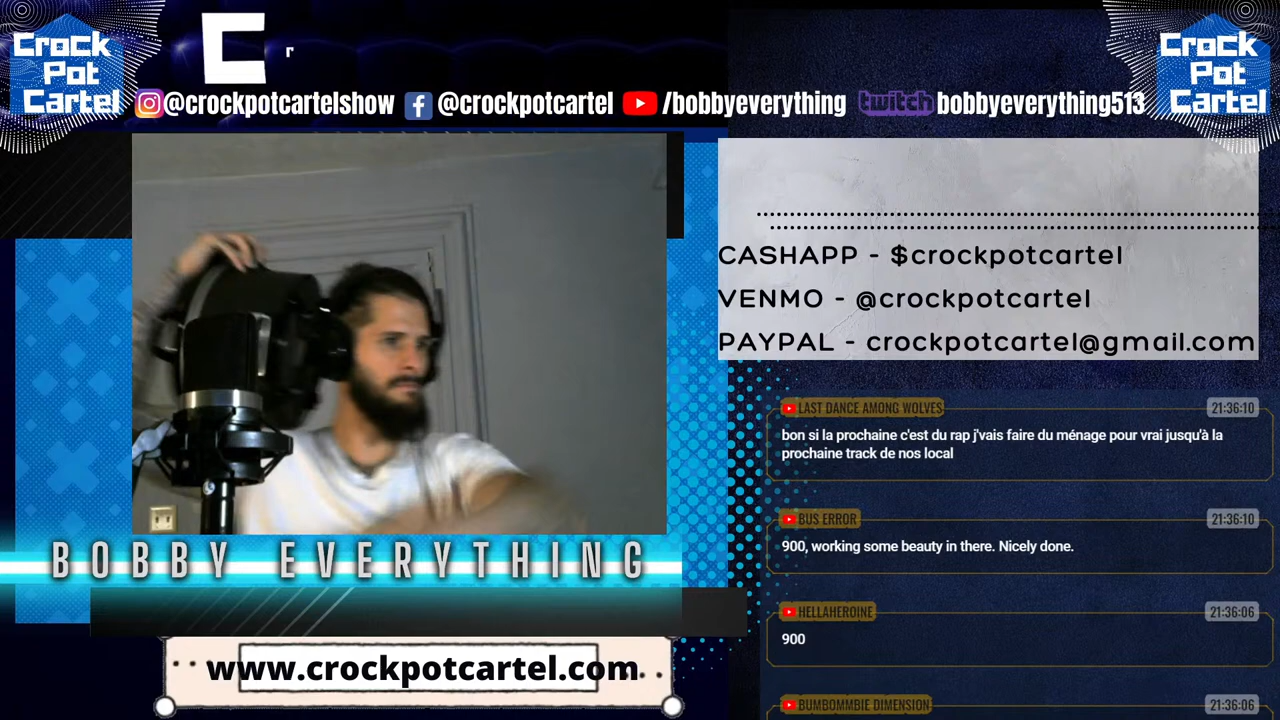 CrocK
Pot
Cartel
C r
CrocK
Pot
Cartel
@crockpotcartelshow @crockpotcartel /bobbyeverything twitch bobbyeverything513
CASHAPP - $crockpotcartel
VENMO - @crockpotcartel
PAYPAL - crockpotcartel@gmail.com
LAST DANCE AMONG WOLVES 21:36:10
bon si la prochaine c'est du rap j'vais faire du ménage pour vrai jusqu'à la
prochaine track de nos local
BUS ERROR 21:36:10
900, working some beauty in there. Nicely done.
HELLAHEROINE 21:36:06
900
BUMBOMMBIE DIMENSION 21:36:06
BOBBY EVERYTHING
www.crockpotcartel.com